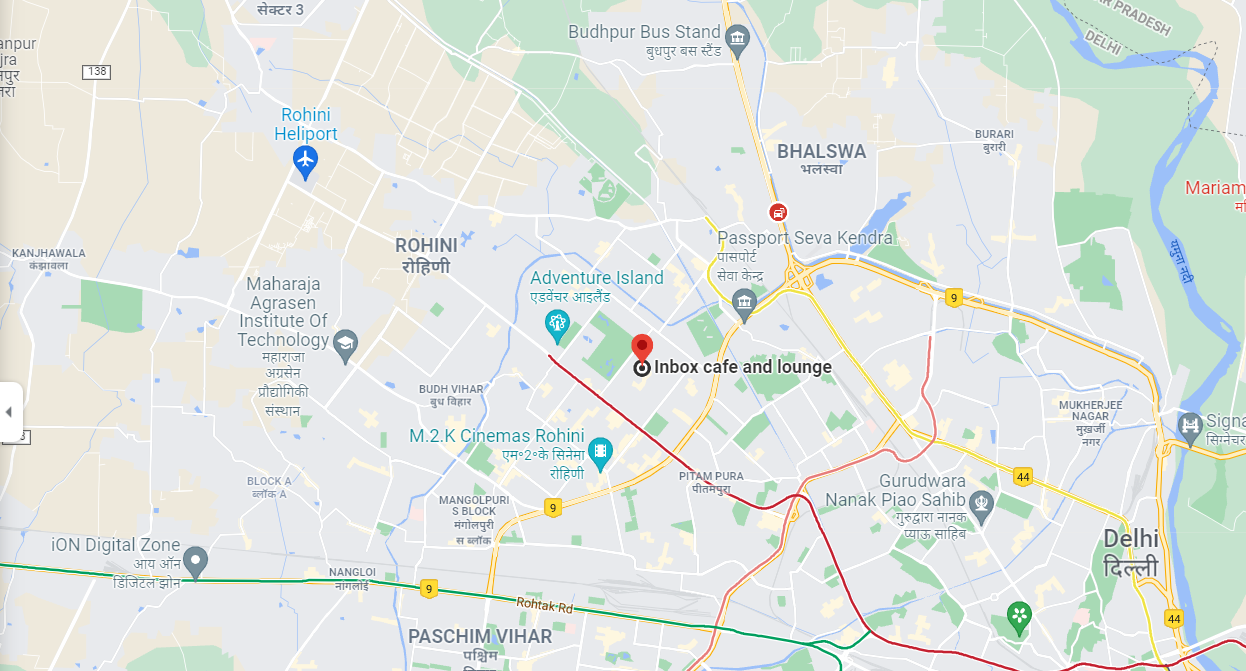 सेक्टर 3
AR PRADESH
DELHI
Budhpur Bus Stand
बुधपुर बस स्टैंड
138
Rohini
Heliport
BURARI
बुरारी
BHALSWA
भलस्वा
Mariam
ROHINI
रोहिणी
Passport Seva Kendra
पासपोर्ट
सेवा केन्द्र
यमुना नदी
KANJHAWALA
कंझावला
Adventure Island
एडवेंचर आइलैंड
Maharaja
Agrasen
Institute Of
Technology
महाराजा
अग्रसेन
प्रौद्योगिकी
संस्थान
9
Inbox cafe and lounge
BUDH VIHAR
बुध विहार
MUKHERJEE
NAGAR
मुखर्जी
नगर
Signa
सिग्नेचर
M.2.K Cinemas Rohini
एम॰2॰के सिनेमा
रोहिणी
PITAM PURA
पीतमपुरा
44
BLOCK A
ब्लॉक A
Gurudwara
Nanak Piao Sahib
गुरुद्वारा नानक
प्याऊ साहिब
MANGOLPURI
S BLOCK
मंगोलपुरी
स ब्लॉक
9
iON Digital Zone
आय ऑन
डिजिटल झोन
Delhi
दिल्ली
NANGLOI
नांगलोई
9
Rohtak Rd
44
PASCHIM VIHAR
पश्चिम